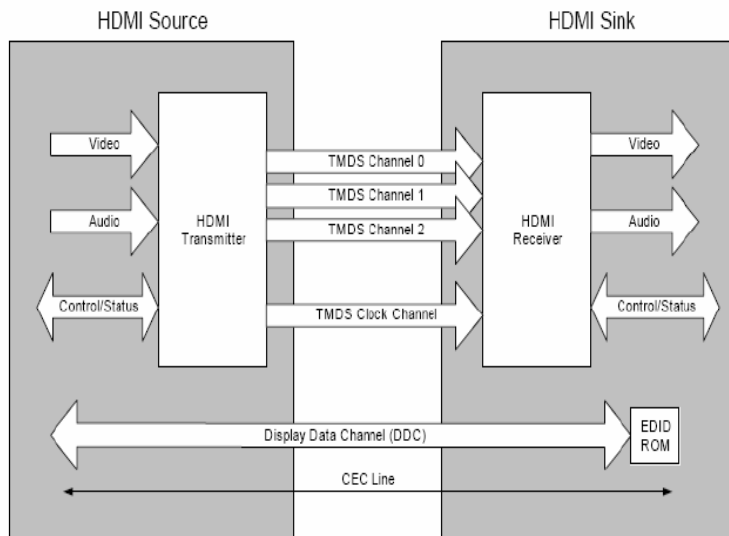 HDMI Source
HDMI Sink
Video
Audio
Control/Status
HDMI
Transmitter
TMDS Channel 0
TMDS Channel 1
TMDS Channel 2
TMDS Clock Channel
HDMI
Receiver
Video
Audio
Control/Status
Display Data Channel (DDC)
EDID
ROM
CEC Line